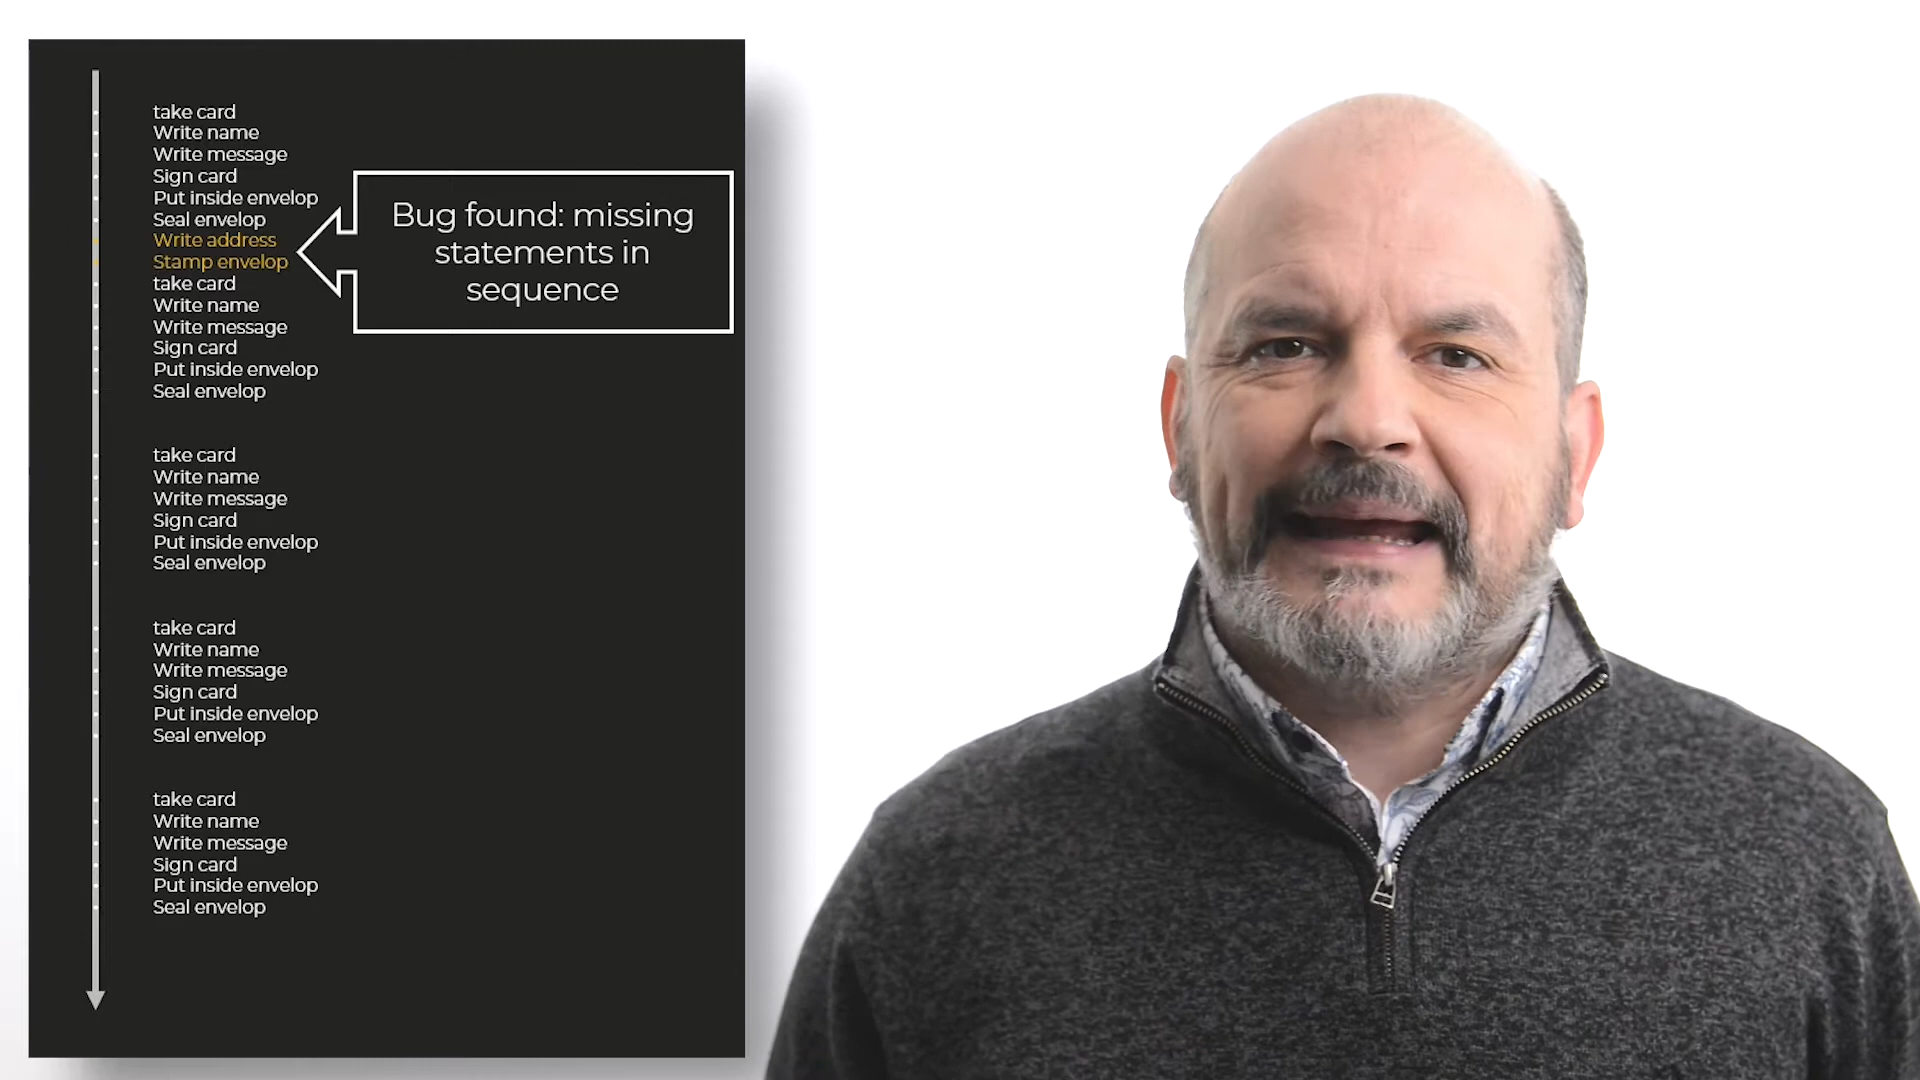 take card
Write name
Write message
Sign card
Put inside envelop
Seal envelop
Write address
Stamp envelop
take card
Write name
Write message
Sign card
Put inside envelop
Seal envelop
Bug found: missing
statements in
sequence
take card
Write name
Write message
Sign card
Put inside envelop
Seal envelop
take card
Write name
Write message
Sign card
Put inside envelop
Seal envelop
take card
Write name
Write message
Sign card
Put inside envelop
Seal envelop